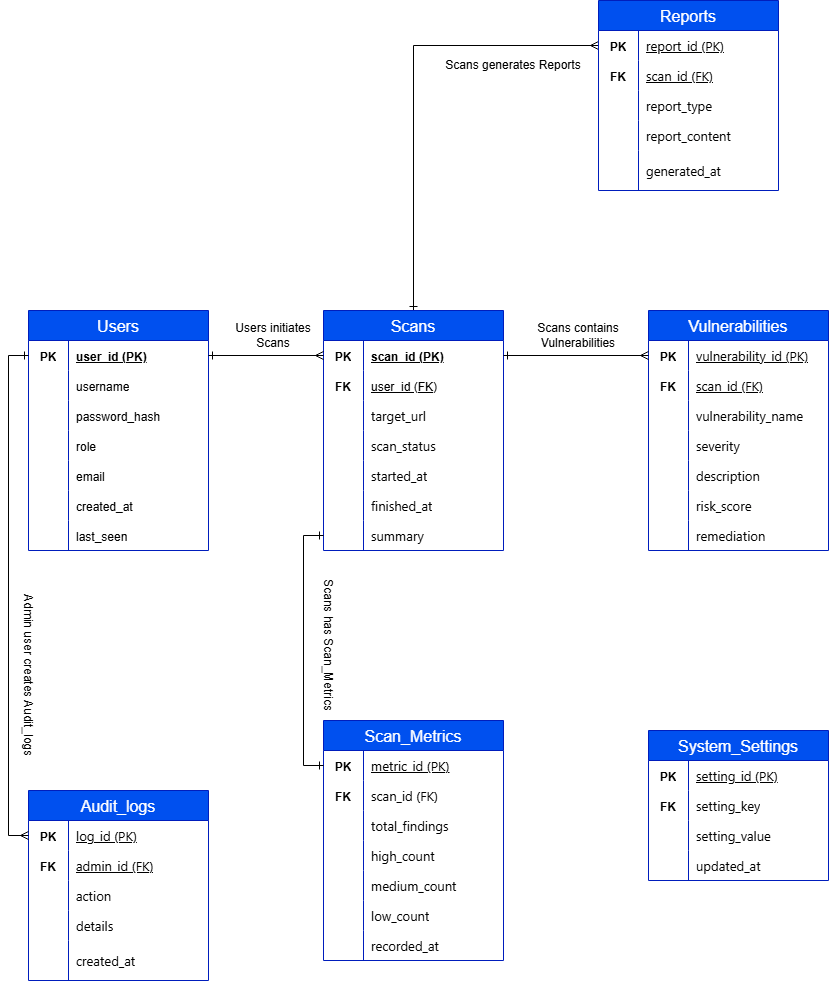 Reports
PK report_id (PK)
FK scan_id (FK)
report_type
report_content
generated_at
Scans generates Reports
Users
PK user_id (PK)
username
password_hash
role
email
created_at
last_seen
Users initiates
Scans
Scans
PK scan_id (PK)
FK user_id (FK)
target_url
scan_status
started_at
finished_at
summary
Scans contains
Vulnerabilities
Vulnerabilities
PK vulnerability_id (PK)
FK scan_id (FK)
vulnerability_name
severity
description
risk_score
remediation
Admin user creates Audit_logs
Scans has Scan_Metrics
Audit_logs
PK log_id (PK)
FK admin_id (FK)
action
details
created_at
Scan_Metrics
PK metric_id (PK)
FK scan_id (FK)
total_findings
high_count
medium_count
low_count
recorded_at
System_Settings
PK setting_id (PK)
FK setting_key
setting_value
updated_at